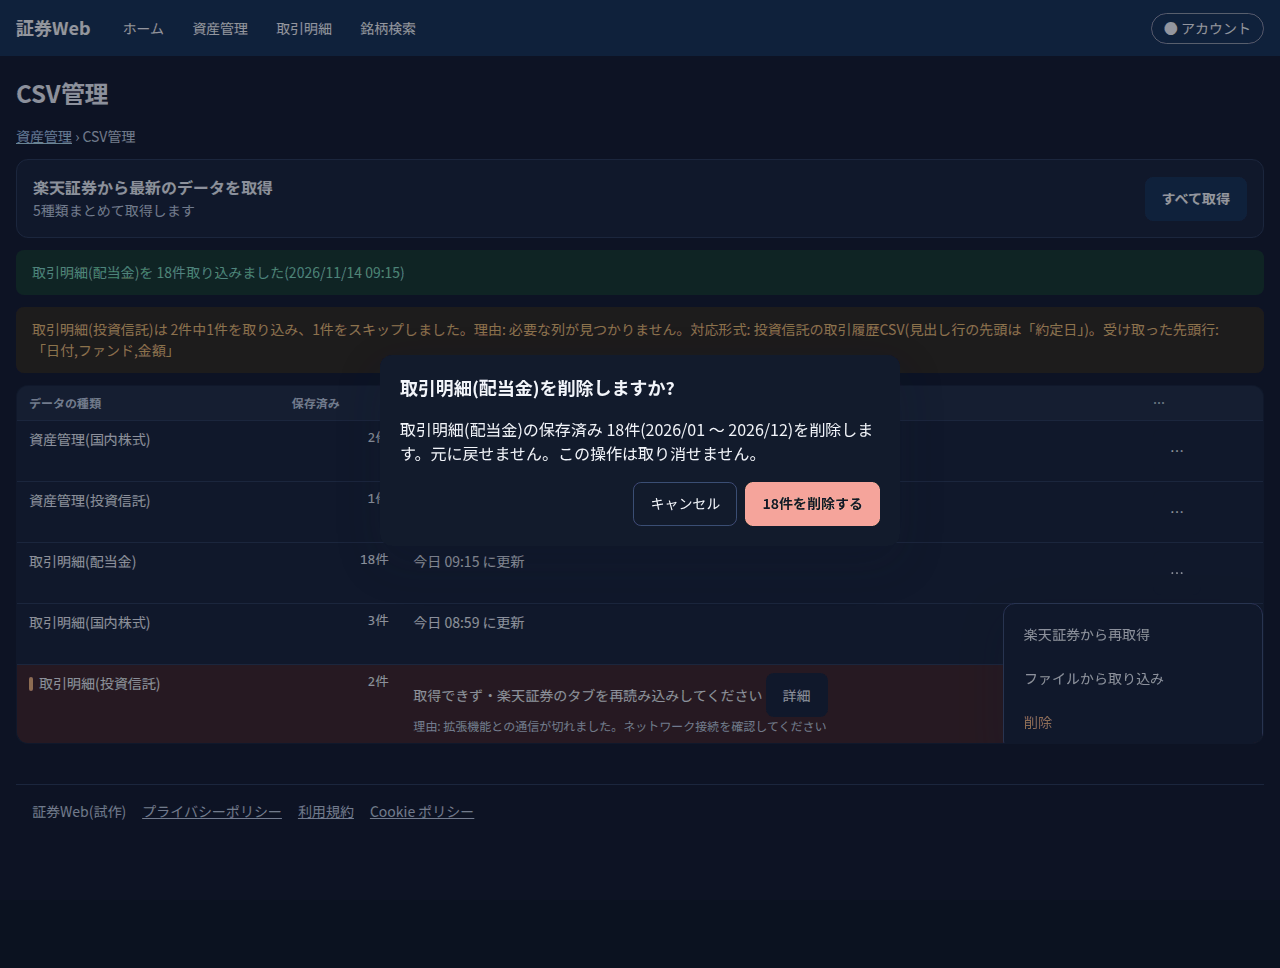 証券Web
ホーム
資産管理
取引明細
銘柄検索
アカウント
CSV管理
資産管理 › CSV管理
楽天証券から最新のデータを取得
5種類まとめて取得します
すべて取得
取引明細(配当金)を 18件取り込みました(2026/11/14 09:15)
取引明細(投資信託)は 2件中1件を取り込み、1件をスキップしました。理由: 必要な列が見つかりません。対応形式: 投資信託の取引履歴CSV(見出し行の先頭は「約定日」)。受け取った先頭行:
「日付,ファンド,金額」
取引明細(配当金)を削除しますか?
取引明細(配当金)の保存済み 18件(2026/01 〜 2026/12)を削除しま
す。元に戻せません。この操作は取り消せません。
キャンセル
18件を削除する
データの種類
保存済み
…
資産管理(国内株式)
2件
…
資産管理(投資信託)
1件
…
取引明細(配当金)
18件
今日 09:15 に更新
…
取引明細(国内株式)
3件
今日 08:59 に更新
取引明細(投資信託)
2件
取得できず・楽天証券のタブを再読み込みしてください
詳細
理由: 拡張機能との通信が切れました。ネットワーク接続を確認してください
楽天証券から再取得
ファイルから取り込み
削除
証券Web(試作)
プライバシーポリシー
利用規約
Cookie ポリシー